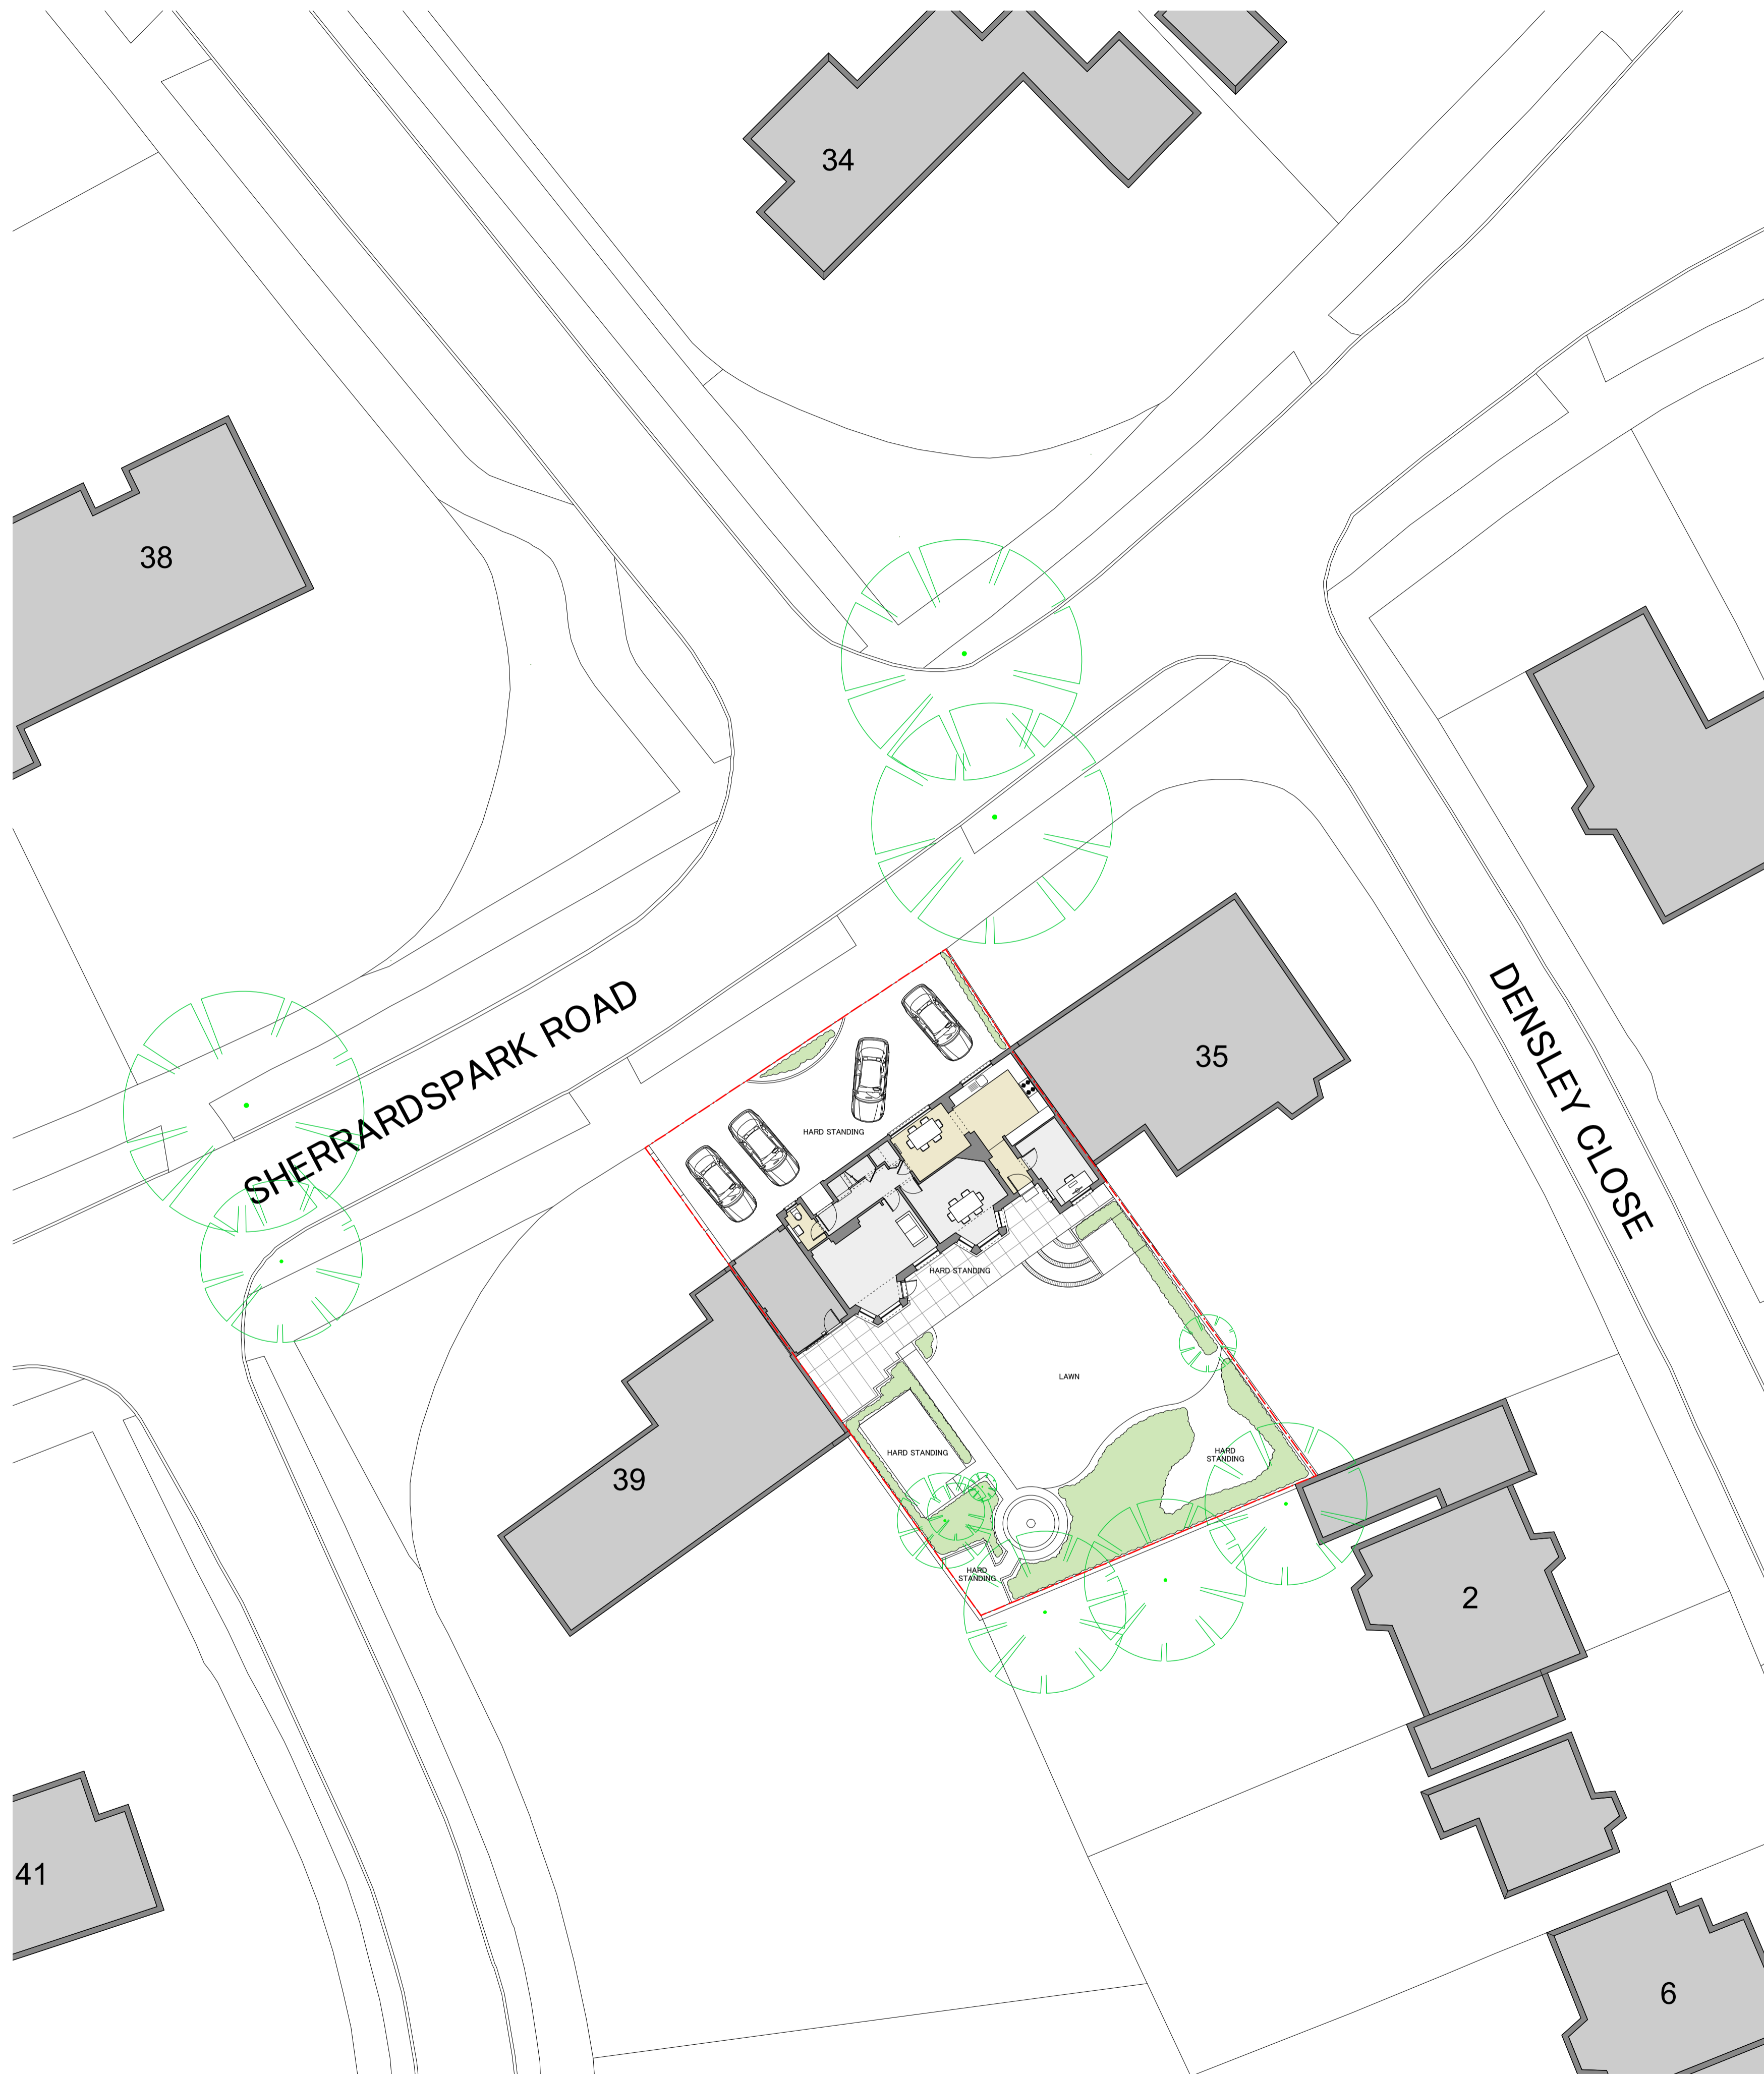 34
38
SHERRARDSPARK ROAD
DENSLEY CLOSE
35
HARD STANDING
HARD STANDING
LAWN
HARD STANDING
HARD
STANDING
39
HARD
STANDING
2
41
6